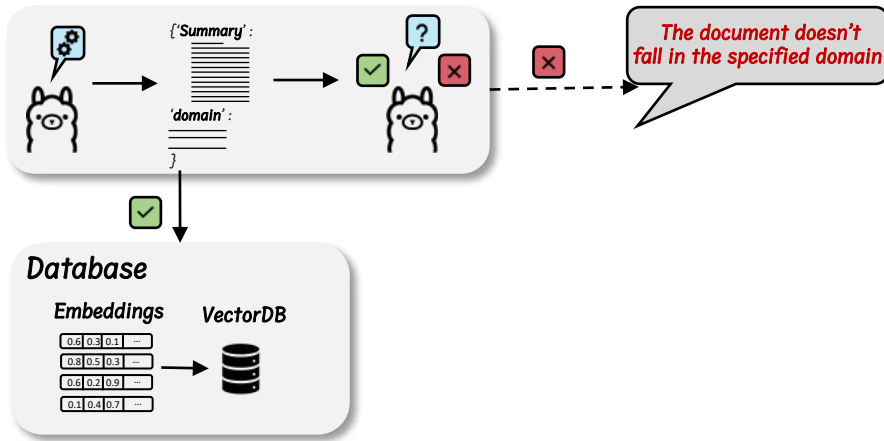 {‘Summary’ :
‘domain’ :
}
?
The document doesn’t
fall in the specified domain
Database
Embeddings
VectorDB
0.6 0.3 0.1 ...
0.8 0.5 0.3 ...
0.6 0.2 0.9 ...
0.1 0.4 0.7 ...